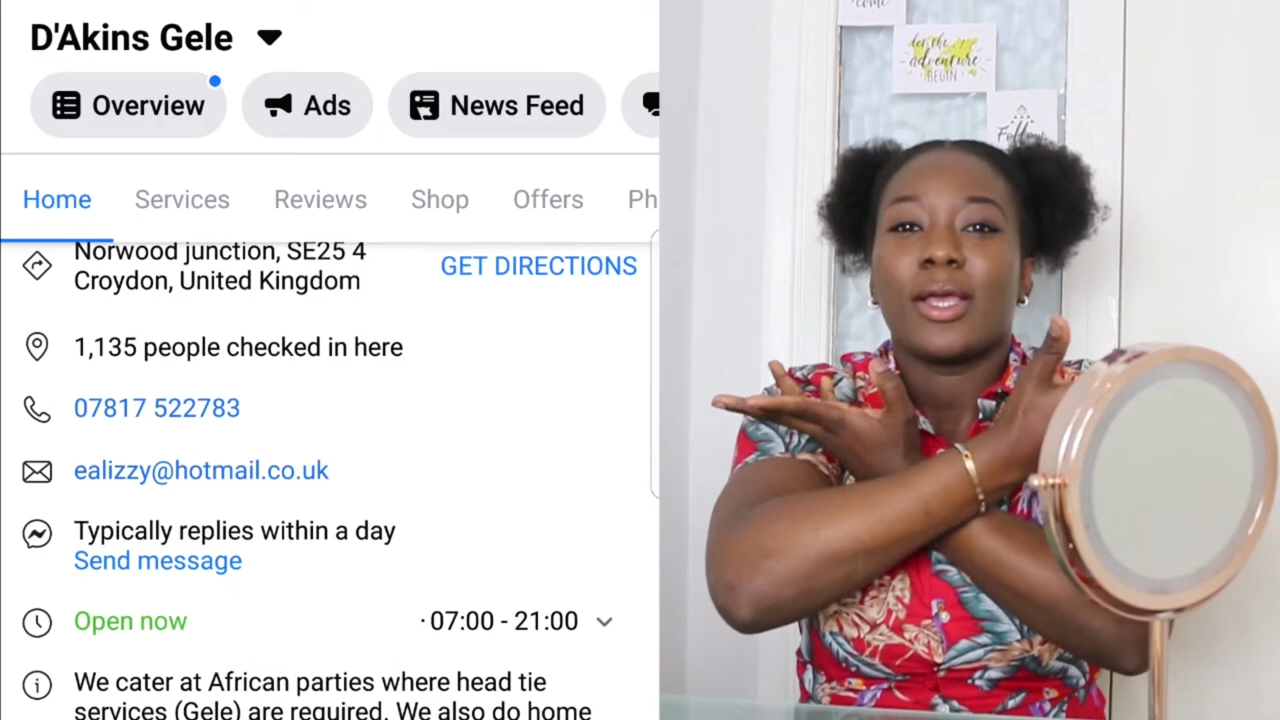 D'Akins Gele
Overview
Ads
News Feed
Home
Services
Reviews
Shop
Offers
Ph
Norwood junction, SE25 4
Croydon, United Kingdom
GET DIRECTIONS
1,135 people checked in here
07817 522783
ealizzy@hotmail.co.uk
Typically replies within a day
Send message
Open now
· 07:00 - 21:00
We cater at African parties where head tie
services (Gele) are required. We also do home
come
adventure
BEGIN
Follow